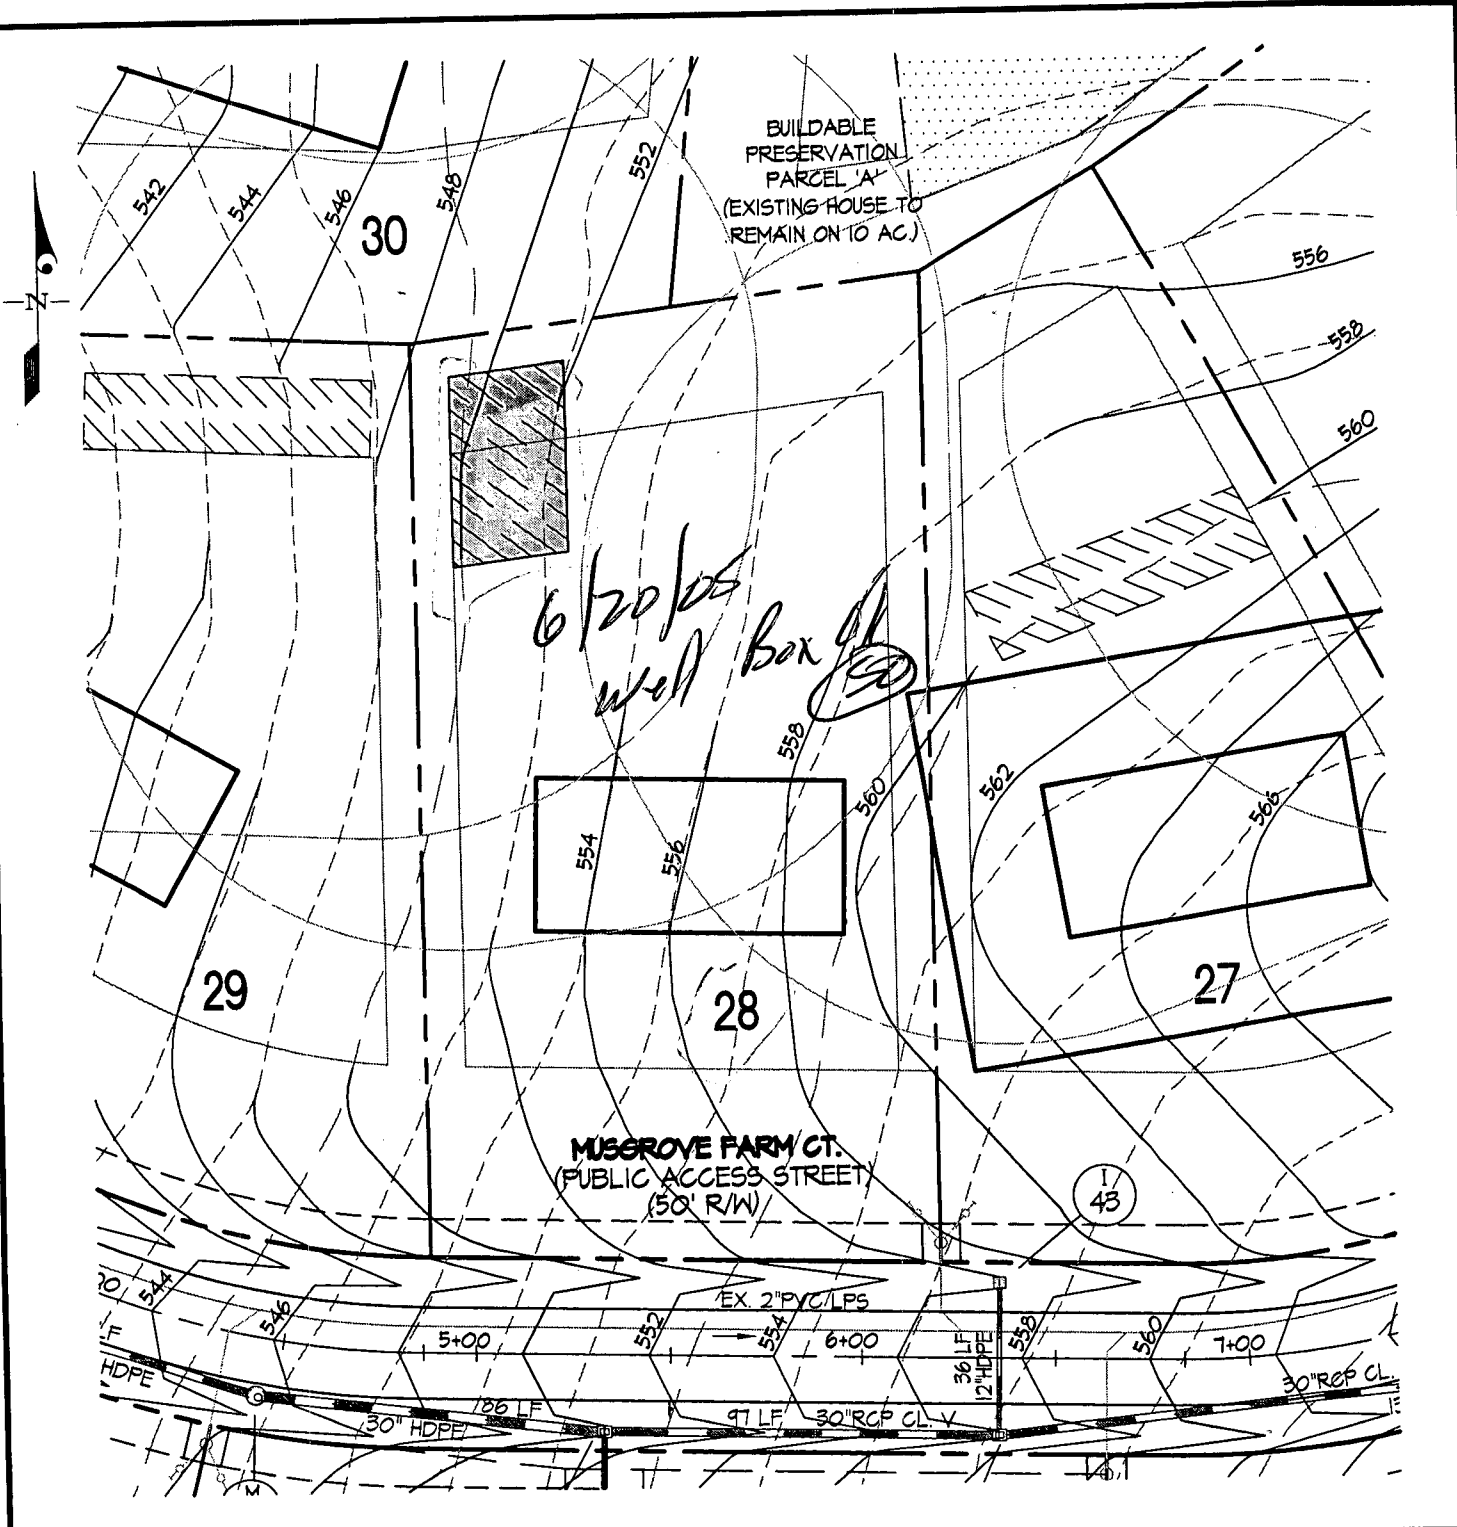 BUILDABLE
PRESERVATION
PARCEL 'A'
(EXISTING HOUSE TO
REMAIN ON 10 AC.)
542
544
546
548
552
30
N
556
558
560
6/20/05
Well Box
558
560
562
566
554
556
29
28
27
MUSGROVE FARM CT.
(PUBLIC ACCESS STREET)
(50' R/W)
I
43
544
546
EX. 2"PVC LPS
552
554
558
560
5+00
6+00
7+00
36 LF
12"HDPE
HDPE
186 LF
30" HDPE
97 LF
30"RCP CL. V
30"RCP CL.
M